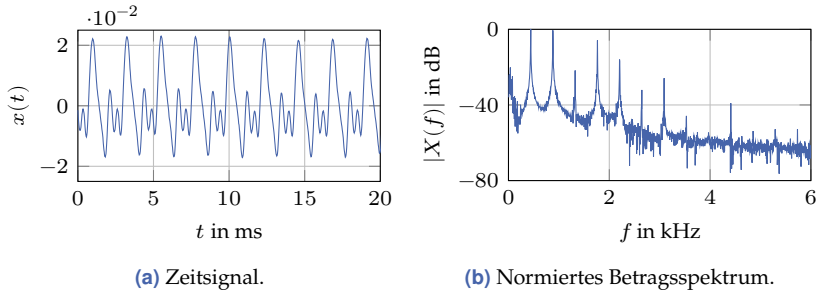 ·10⁻²
2
0
−2
x(t)
0 5 10 15 20
t in ms
(a) Zeitsignal.
0
−40
−80
|X(f)| in dB
0 2 4 6
f in kHz
(b) Normiertes Betragsspektrum.